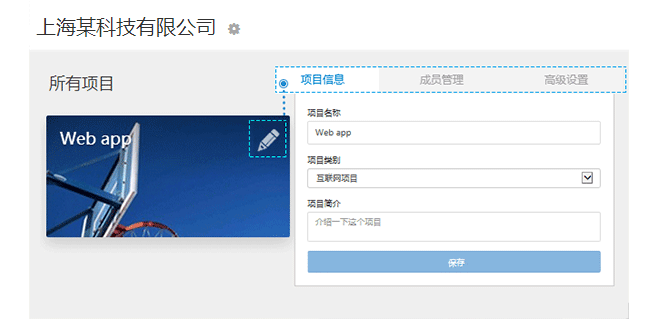 上海某科技有限公司
所有项目
Web app
项目信息 成员管理 高级设置
项目名称
Web app
项目类别
互联网项目
项目简介
介绍一下这个项目
保存